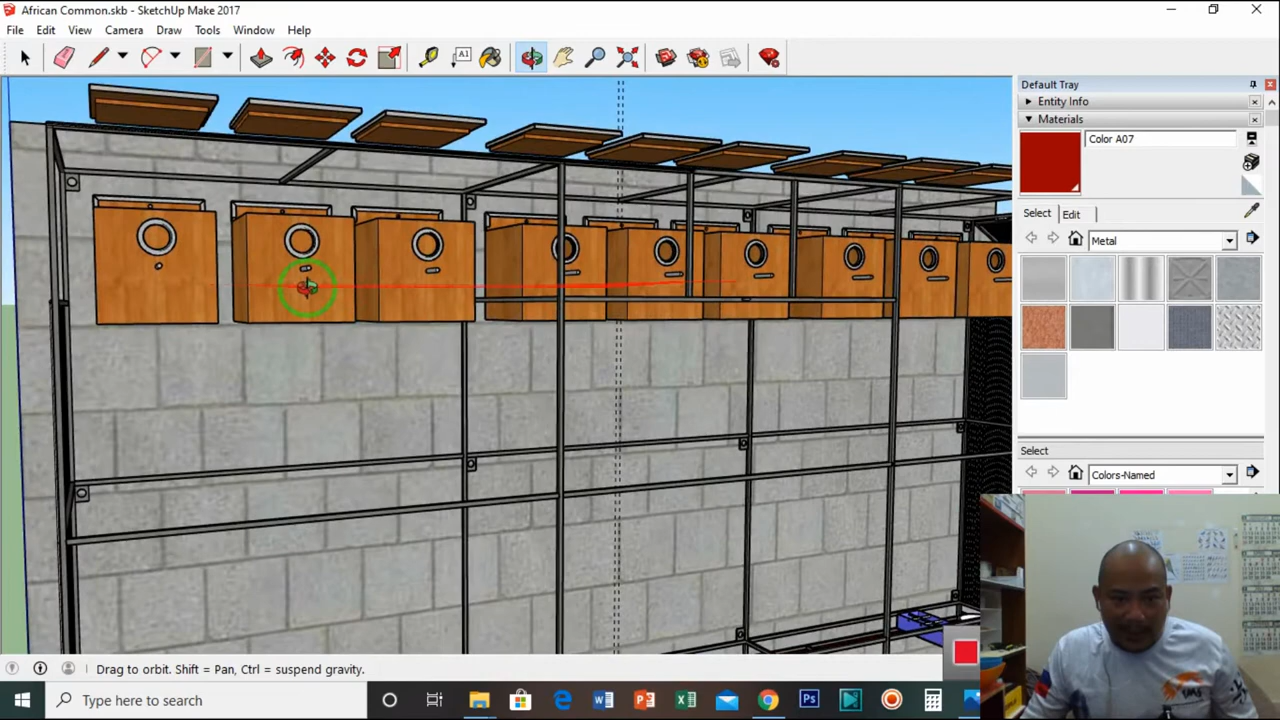 African Common.skb - SketchUp Make 2017
File Edit View Camera Draw Tools Window Help
A1
Default Tray
Entity Info
Materials
Color A07
Select Edit
Metal
Select
Colors-Named
Drag to orbit. Shift = Pan, Ctrl = suspend gravity.
Type here to search
Ps